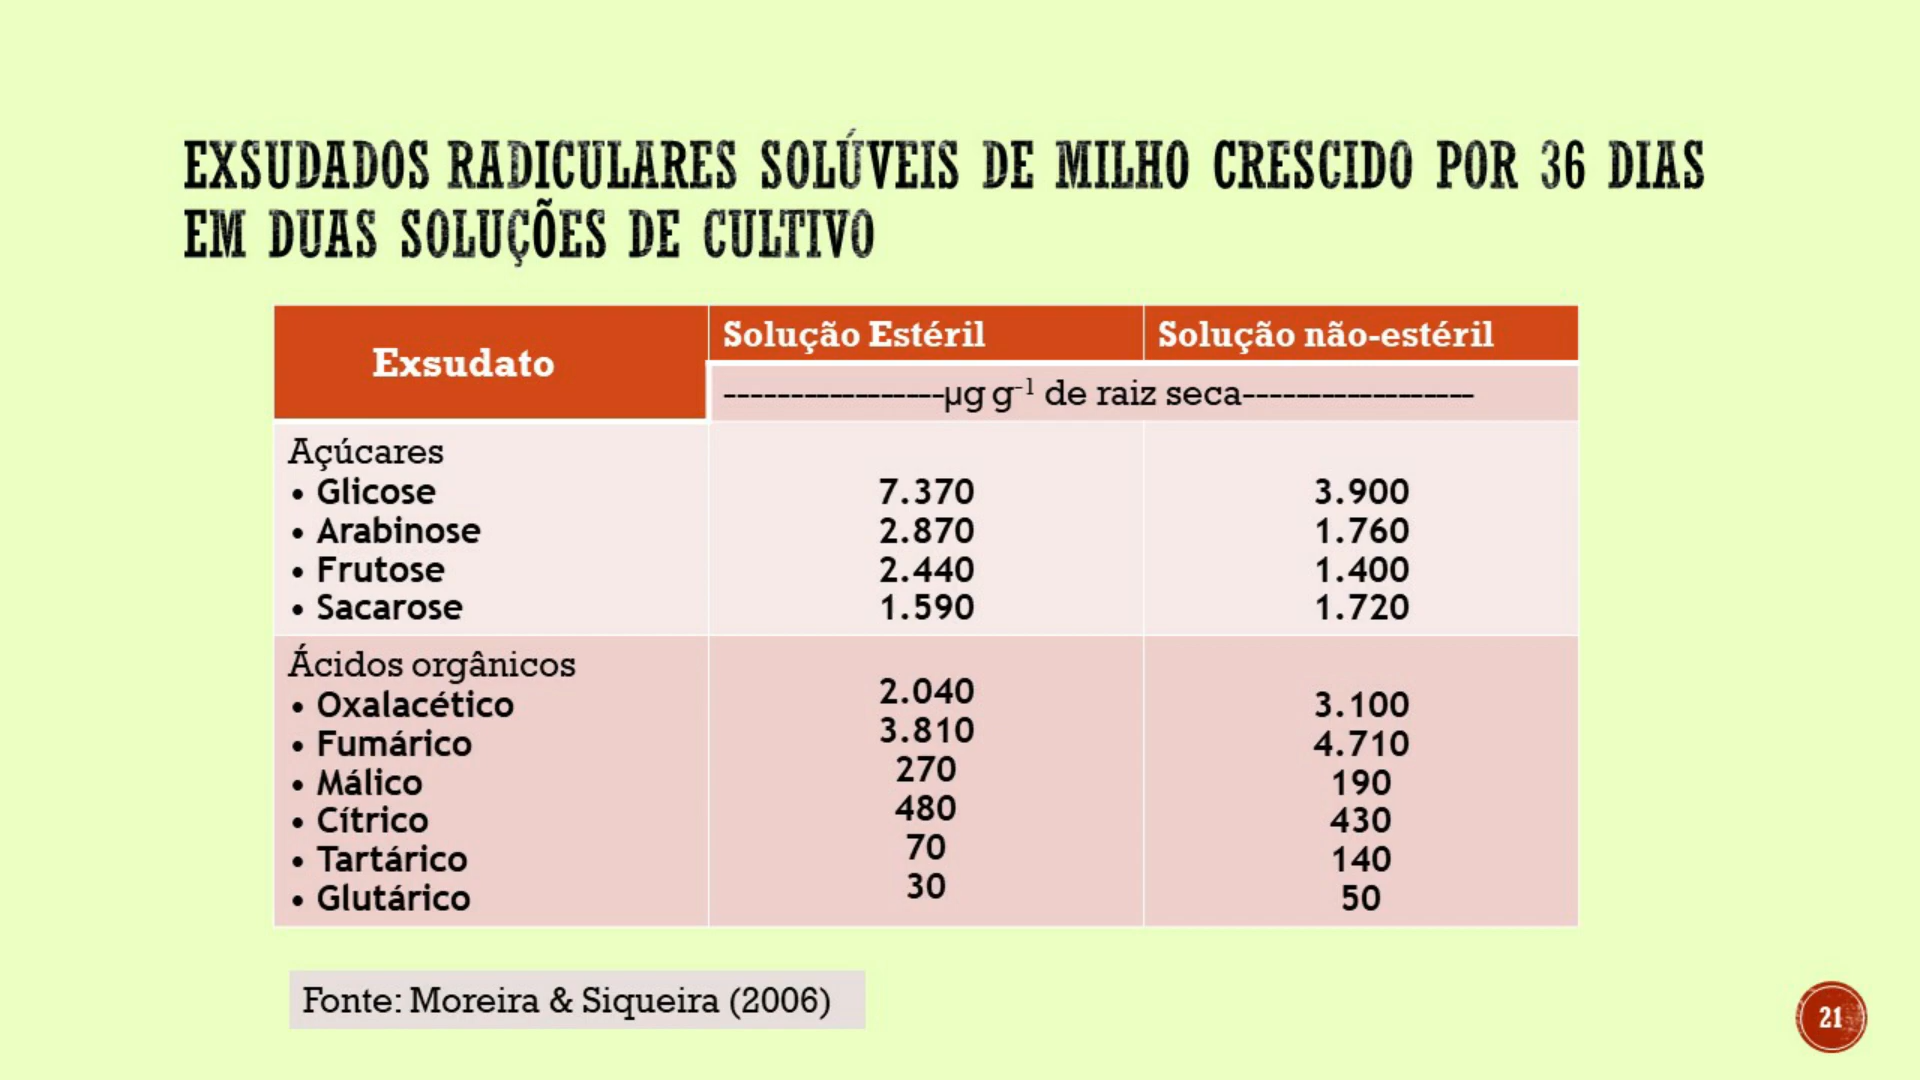 EXSUDADOS RADICULARES SOLÚVEIS DE MILHO CRESCIDO POR 36 DIAS
EM DUAS SOLUÇÕES DE CULTIVO
Exsudato
Solução Estéril
Solução não-estéril
-----------------µg g⁻¹ de raiz seca------------------
Açúcares
• Glicose 7.370 3.900
• Arabinose 2.870 1.760
• Frutose 2.440 1.400
• Sacarose 1.590 1.720
Ácidos orgânicos
• Oxalacético 2.040 3.100
• Fumárico 3.810 4.710
• Málico 270 190
• Cítrico 480 430
• Tartárico 70 140
• Glutárico 30 50
Fonte: Moreira & Siqueira (2006)
21